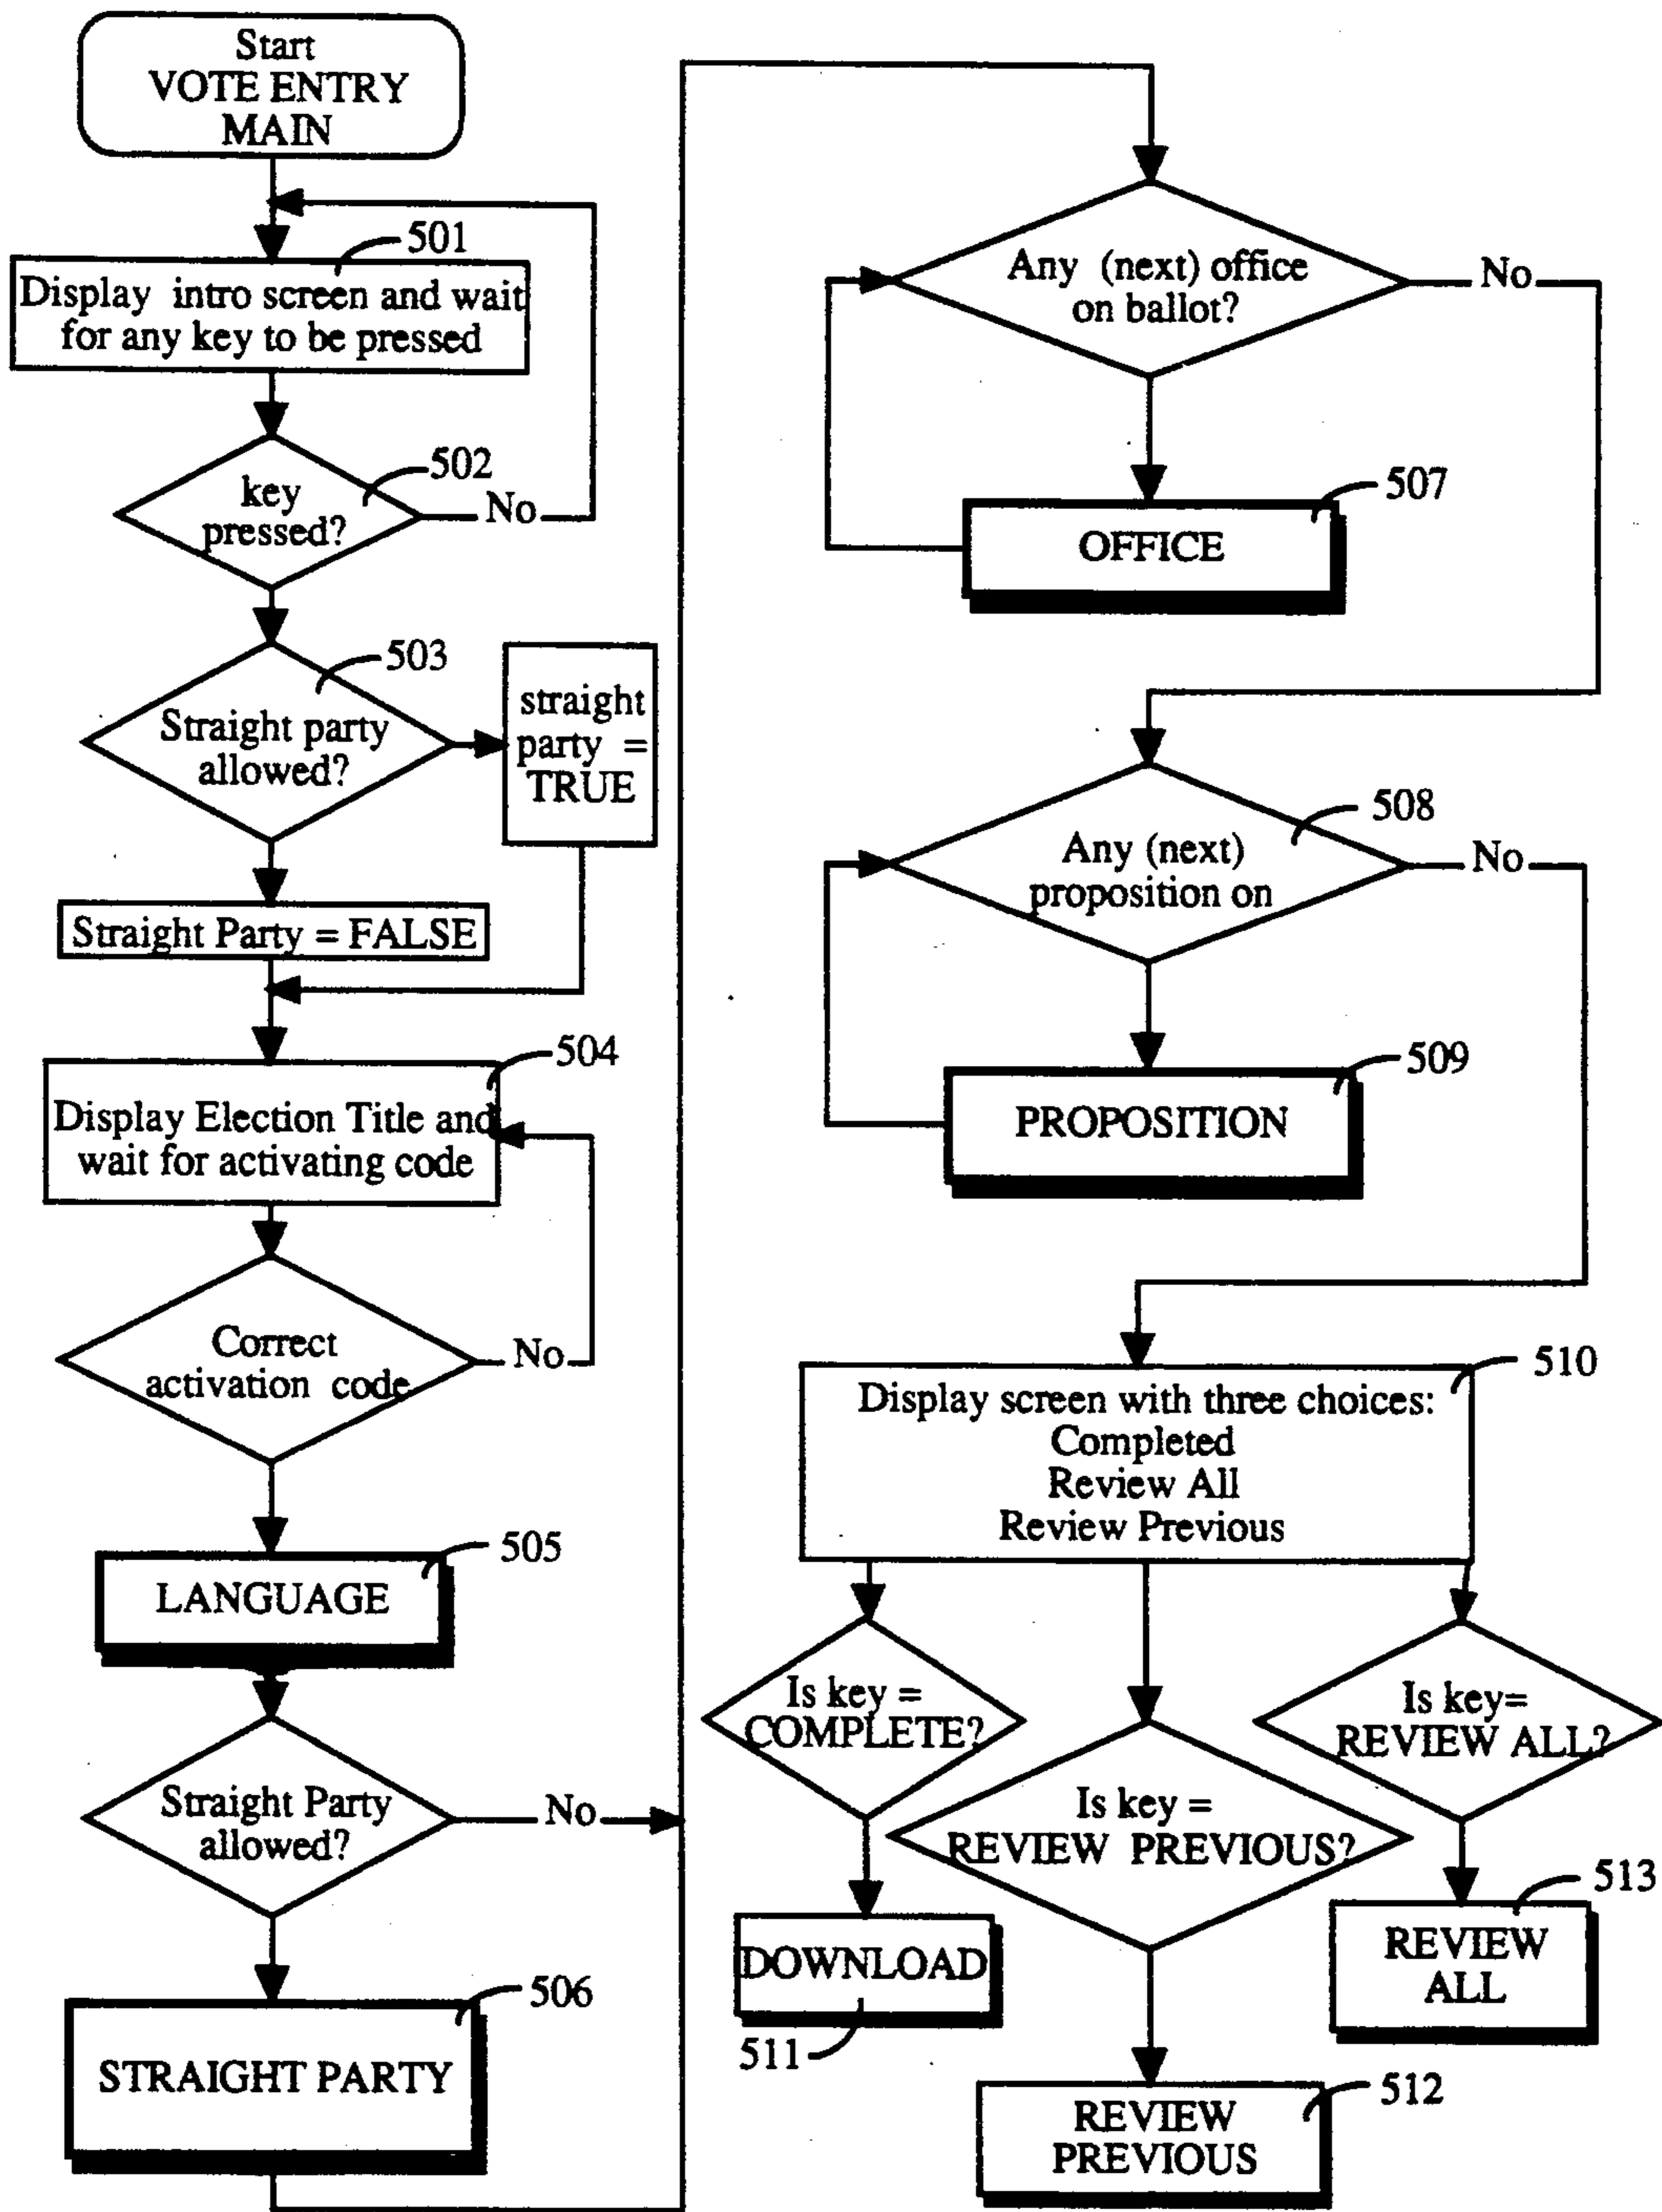 Start
VOTE ENTRY
MAIN
501
Display intro screen and wait
for any key to be pressed
502
key
pressed?
No
503
Straight party
allowed?
straight
party =
TRUE
Straight Party = FALSE
504
Display Election Title and
wait for activating code
Correct
activation code
No
505
LANGUAGE
Straight Party
allowed?
No
506
STRAIGHT PARTY
Any (next) office
on ballot?
No
507
OFFICE
508
Any (next)
proposition on
No
509
PROPOSITION
510
Display screen with three choices:
Completed
Review All
Review Previous
Is key =
COMPLETE?
Is key =
REVIEW PREVIOUS?
Is key=
REVIEW ALL?
DOWNLOAD
511
REVIEW
PREVIOUS
512
513
REVIEW
ALL